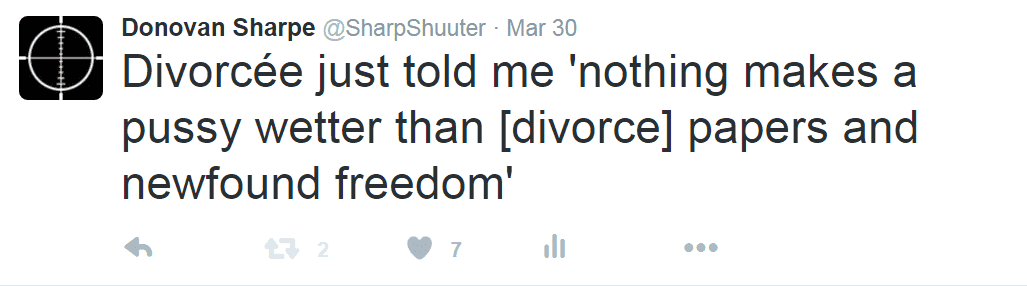 Donovan Sharpe @SharpShuuter · Mar 30
Divorcée just told me 'nothing makes a
pussy wetter than [divorce] papers and
newfound freedom'
2 7